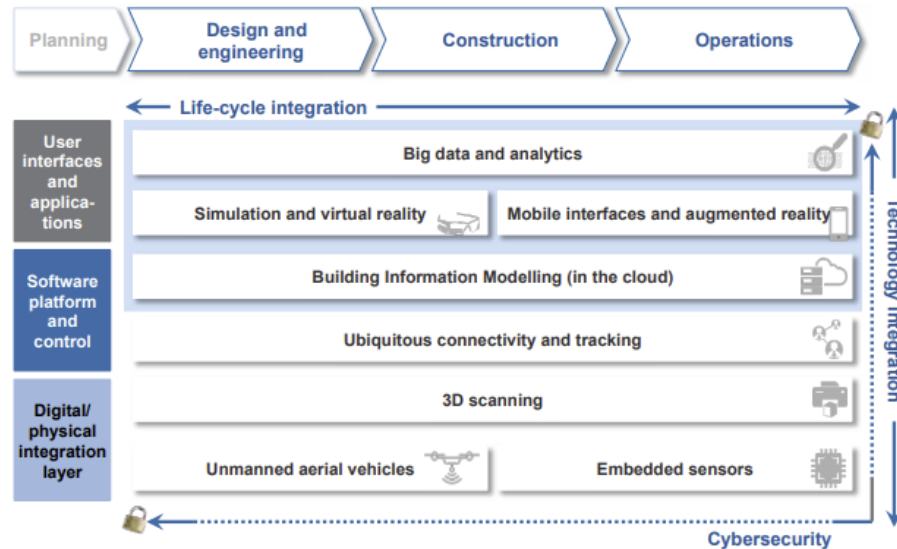 Planning
Design and
engineering
Construction
Operations
Life-cycle integration
User
interfaces
and
applica-
tions
Big data and analytics
Simulation and virtual reality
Mobile interfaces and augmented reality
Software
platform
and
control
Building Information Modelling (in the cloud)
Ubiquitous connectivity and tracking
Digital/
physical
integration
layer
3D scanning
Unmanned aerial vehicles
Embedded sensors
Technology integration
Cybersecurity